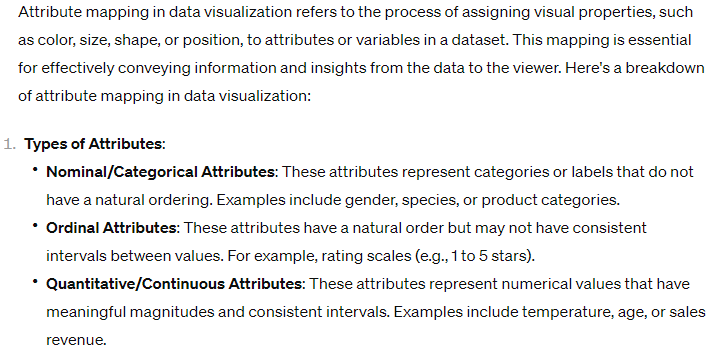 Attribute mapping in data visualization refers to the process of assigning visual properties, such
as color, size, shape, or position, to attributes or variables in a dataset. This mapping is essential
for effectively conveying information and insights from the data to the viewer. Here's a breakdown
of attribute mapping in data visualization:
1. Types of Attributes:
• Nominal/Categorical Attributes: These attributes represent categories or labels that do not
have a natural ordering. Examples include gender, species, or product categories.
• Ordinal Attributes: These attributes have a natural order but may not have consistent
intervals between values. For example, rating scales (e.g., 1 to 5 stars).
• Quantitative/Continuous Attributes: These attributes represent numerical values that have
meaningful magnitudes and consistent intervals. Examples include temperature, age, or sales
revenue.